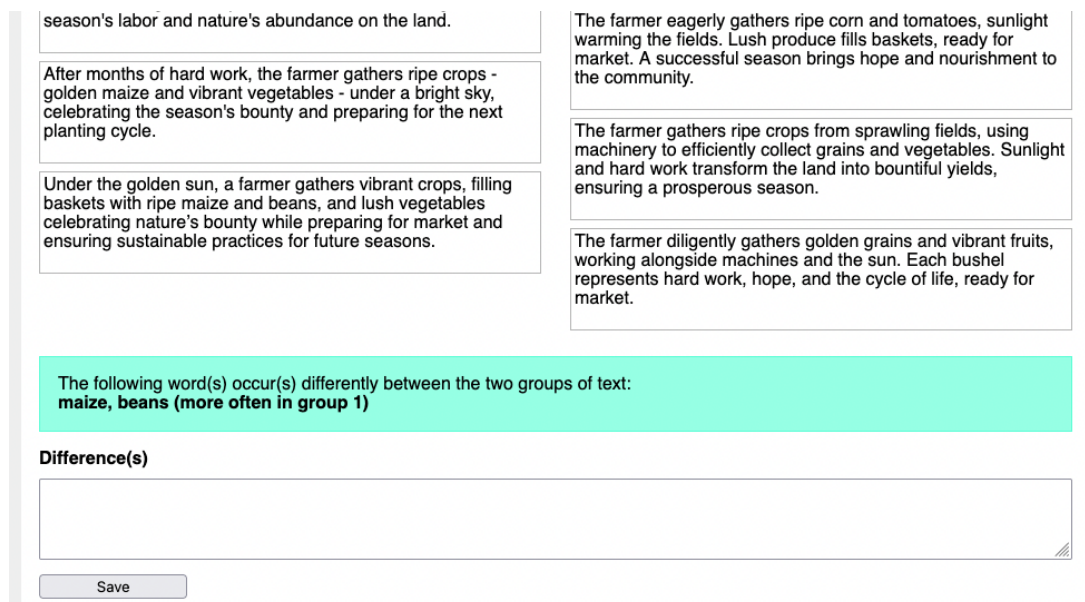 season's labor and nature's abundance on the land.
After months of hard work, the farmer gathers ripe crops -
golden maize and vibrant vegetables - under a bright sky,
celebrating the season's bounty and preparing for the next
planting cycle.
Under the golden sun, a farmer gathers vibrant crops, filling
baskets with ripe maize and beans, and lush vegetables
celebrating nature’s bounty while preparing for market and
ensuring sustainable practices for future seasons.
The farmer eagerly gathers ripe corn and tomatoes, sunlight
warming the fields. Lush produce fills baskets, ready for
market. A successful season brings hope and nourishment to
the community.
The farmer gathers ripe crops from sprawling fields, using
machinery to efficiently collect grains and vegetables. Sunlight
and hard work transform the land into bountiful yields,
ensuring a prosperous season.
The farmer diligently gathers golden grains and vibrant fruits,
working alongside machines and the sun. Each bushel
represents hard work, hope, and the cycle of life, ready for
market.
The following word(s) occur(s) differently between the two groups of text:
maize, beans (more often in group 1)
Difference(s)
Save